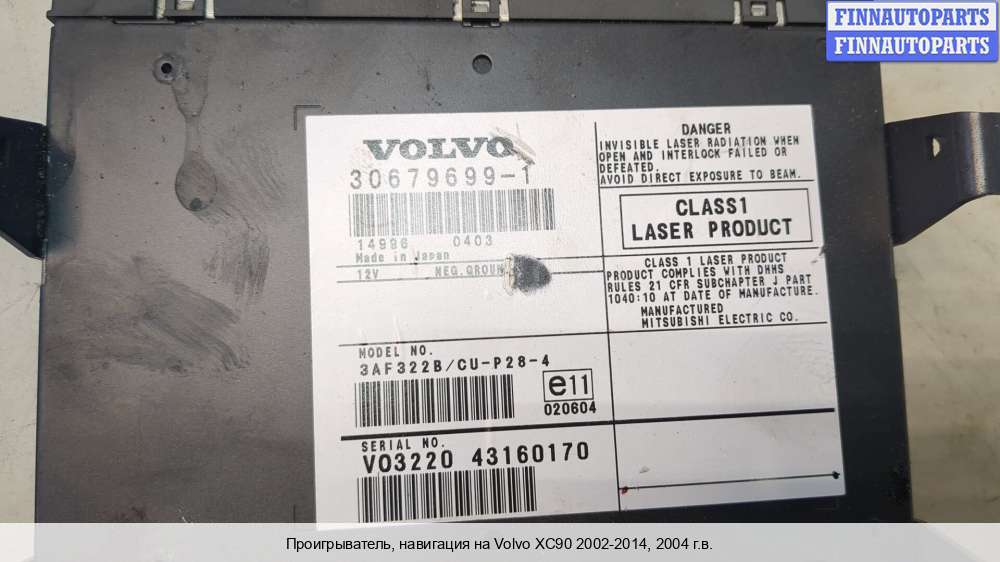 FINNAUTOPARTS
FINNAUTOPARTS
VOLVO
30679699-1
14996 0403
Made in Japan
12V NEG.GROUN
MODEL NO.
3AF322B/CU-P28-4
e11
020604
SERIAL NO.
VO3220 43160170
DANGER
INVISIBLE LASER RADIATION WHEN
OPEN AND INTERLOCK FAILED OR
DEFEATED.
AVOID DIRECT EXPOSURE TO BEAM.
CLASS1
LASER PRODUCT
CLASS 1 LASER PRODUCT
PRODUCT COMPLIES WITH DHHS
RULES 21 CFR SUBCHAPTER J PART
1040:10 AT DATE OF MANUFACTURE.
MANUFACTURED
MITSUBISHI ELECTRIC CO.
Проигрыватель, навигация на Volvo XC90 2002-2014, 2004 г.в.